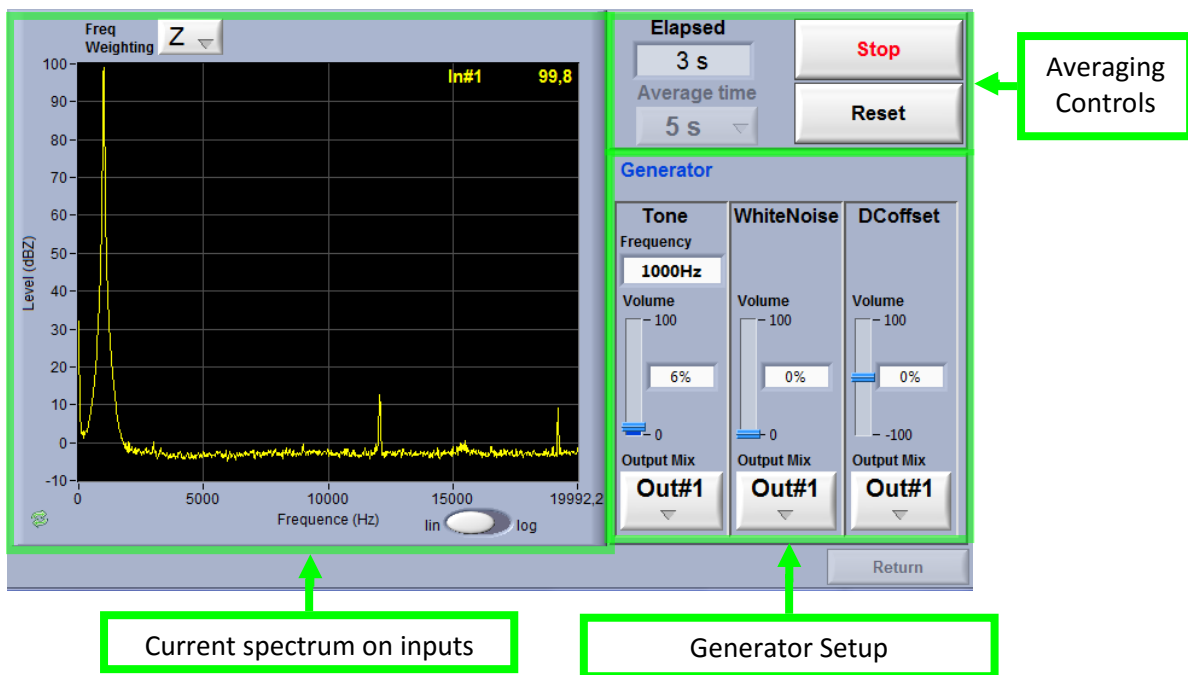 Freq
Weighting Z
Level (dBZ)
100
90
80
70
60
50
40
30
20
10
0
-10
In#1 99,8
0 5000 10000 15000 19992,2
Frequence (Hz)
lin log
Elapsed
3 s
Average time
5 s
Stop
Reset
Averaging
Controls
Generator
Tone
Frequency
1000Hz
Volume
100
6%
0
Output Mix
Out#1
WhiteNoise
Volume
100
0%
0
Output Mix
Out#1
DCoffset
Volume
100
0%
-100
Output Mix
Out#1
Return
Current spectrum on inputs
Generator Setup